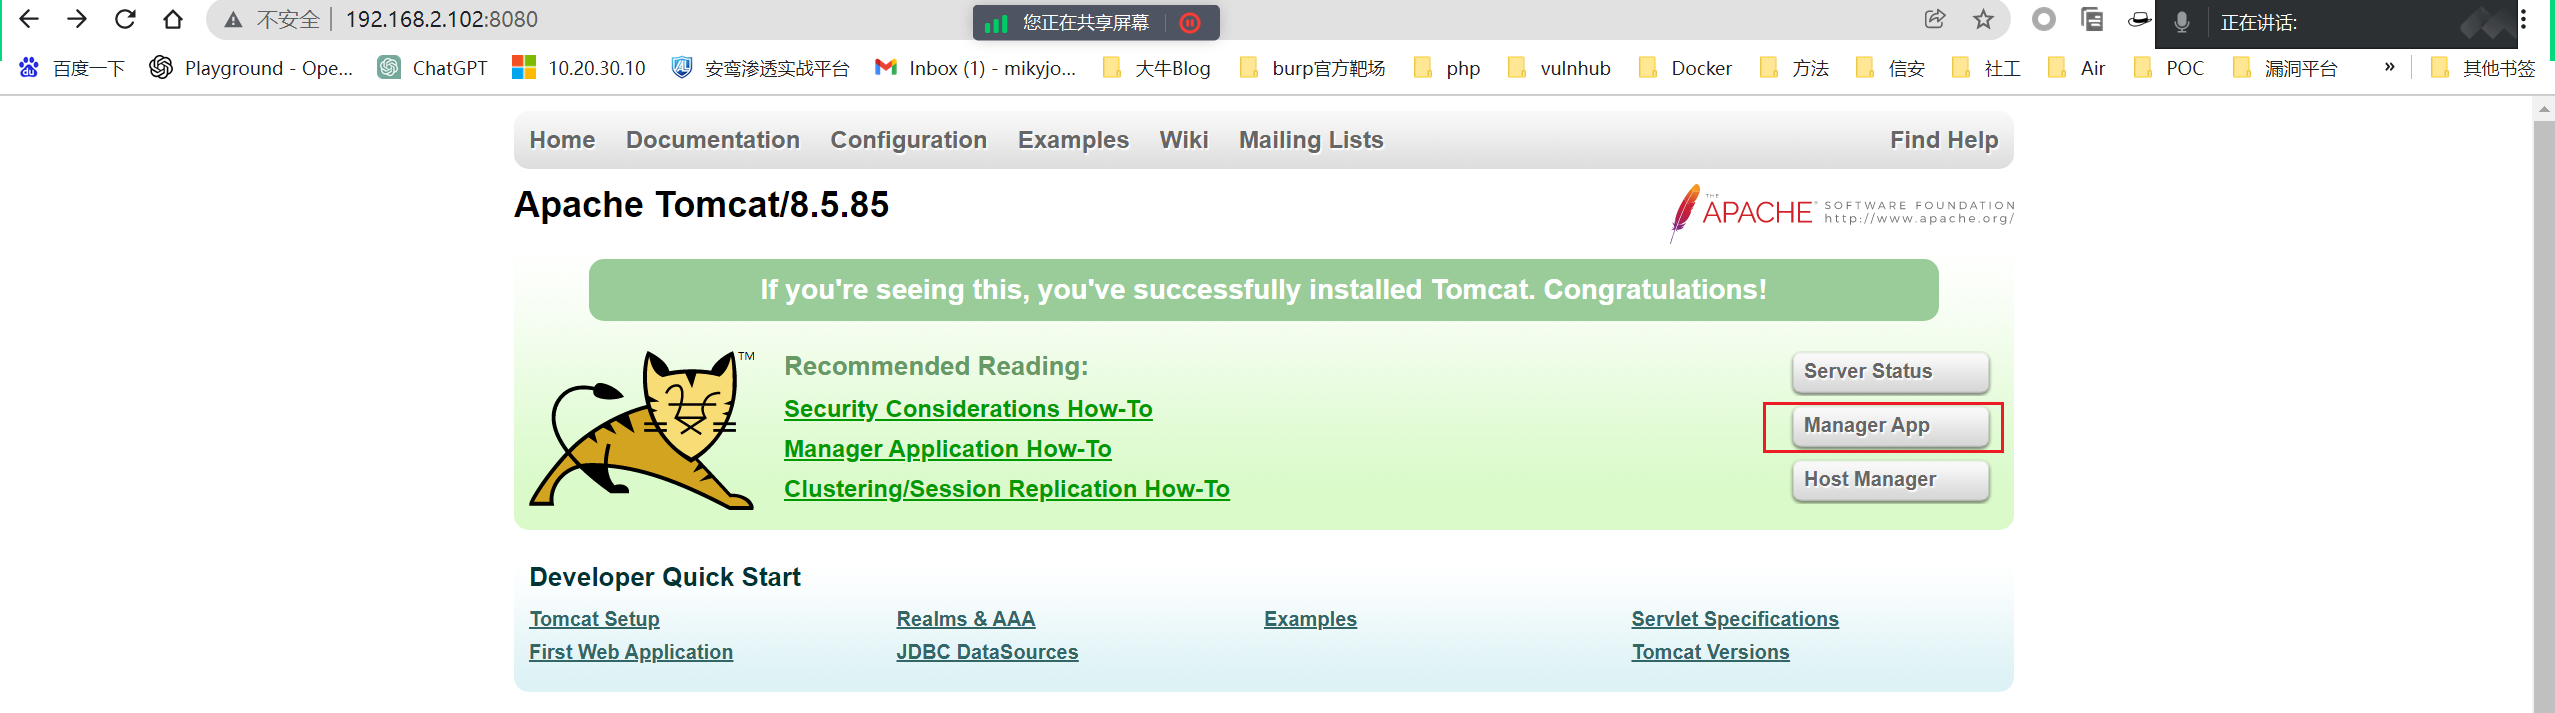 不安全 | 192.168.2.102:8080
您正在共享屏幕
正在讲话:
百度一下 Playground - Ope... ChatGPT 10.20.30.10 安鸾渗透实战平台 Inbox (1) - mikyjo... 大牛Blog burp官方靶场 php vulnhub Docker 方法 信安 社工 Air POC 漏洞平台 » 其他书签
Home Documentation Configuration Examples Wiki Mailing Lists Find Help
Apache Tomcat/8.5.85
THE
APACHE® SOFTWARE FOUNDATION
http://www.apache.org/
If you're seeing this, you've successfully installed Tomcat. Congratulations!
TM
Recommended Reading:
Security Considerations How-To
Manager Application How-To
Clustering/Session Replication How-To
Server Status
Manager App
Host Manager
Developer Quick Start
Tomcat Setup Realms & AAA Examples Servlet Specifications
First Web Application JDBC DataSources Tomcat Versions